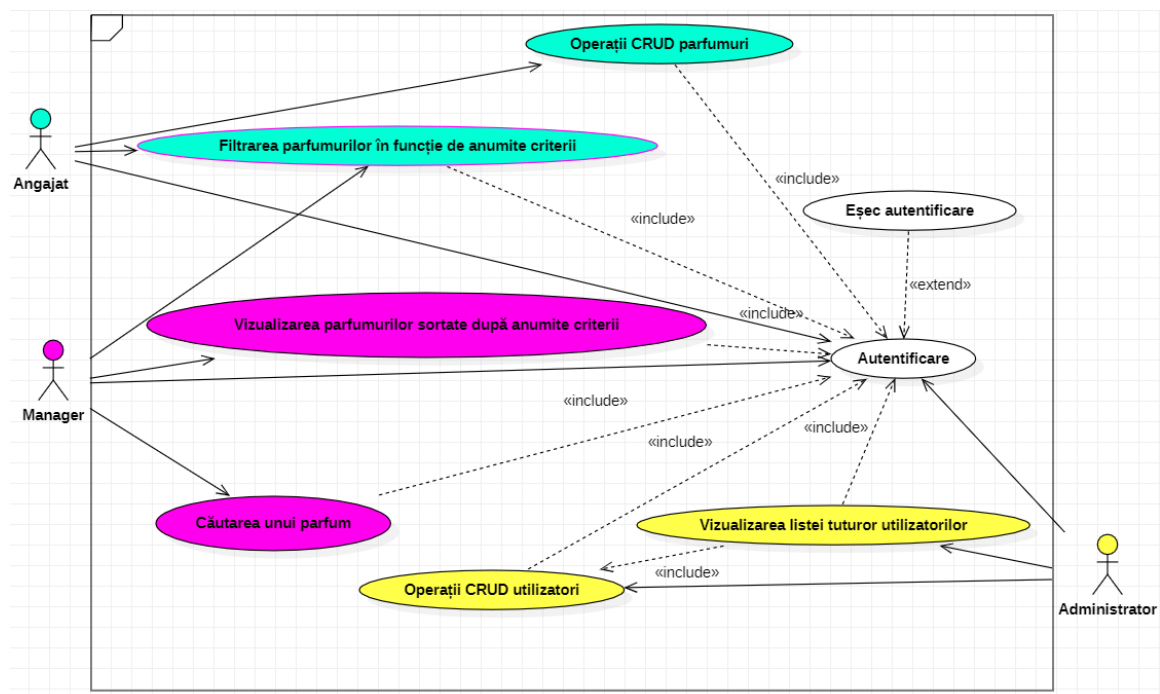 Operații CRUD parfumuri
Filtrarea parfumurilor în funcție de anumite criterii
Angajat
«include»
Eșec autentificare
«include»
«extend»
«include»
Vizualizarea parfumurilor sortate după anumite criterii
Autentificare
Manager
«include»
«include»
«include»
Căutarea unui parfum
Vizualizarea listei tuturor utilizatorilor
«include»
Operații CRUD utilizatori
Administrator